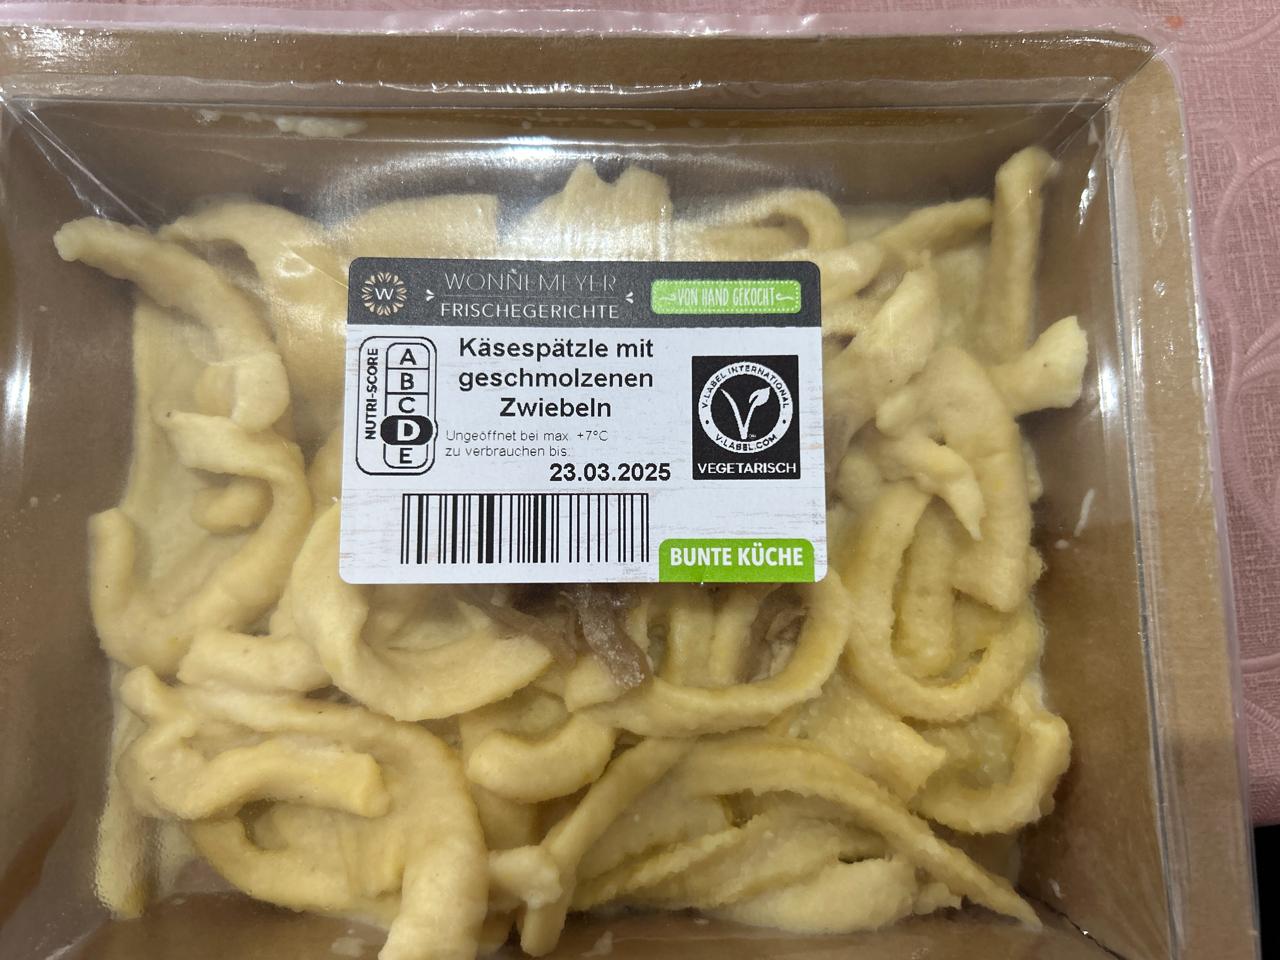 W
WONNEMEYER
FRISCHEGERICHTE
VON HAND GEKOCHT
NUTRI-SCORE
A
B
C
D
E
Käsespätzle mit
geschmolzenen
Zwiebeln
Ungeöffnet bei max. +7°C
zu verbrauchen bis:
23.03.2025
V-LABEL INTERNATIONAL
V-LABEL.COM
VEGETARISCH
BUNTE KÜCHE